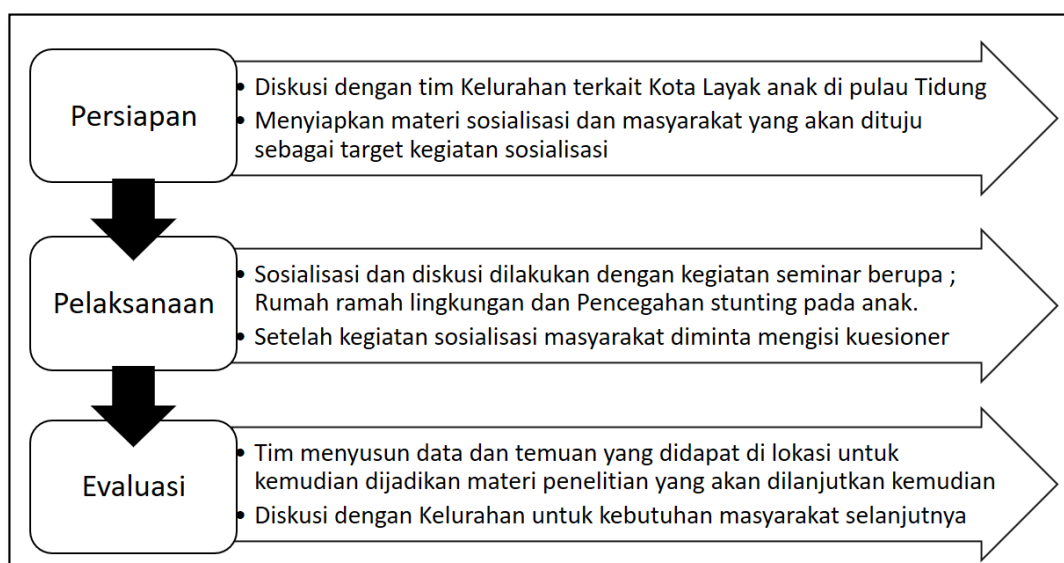 Persiapan
• Diskusi dengan tim Kelurahan terkait Kota Layak anak di pulau Tidung
• Menyiapkan materi sosialisasi dan masyarakat yang akan dituju
sebagai target kegiatan sosialisasi
Pelaksanaan
• Sosialisasi dan diskusi dilakukan dengan kegiatan seminar berupa ;
Rumah ramah lingkungan dan Pencegahan stunting pada anak.
• Setelah kegiatan sosialisasi masyarakat diminta mengisi kuesioner
Evaluasi
• Tim menyusun data dan temuan yang didapat di lokasi untuk
kemudian dijadikan materi penelitian yang akan dilanjutkan kemudian
• Diskusi dengan Kelurahan untuk kebutuhan masyarakat selanjutnya